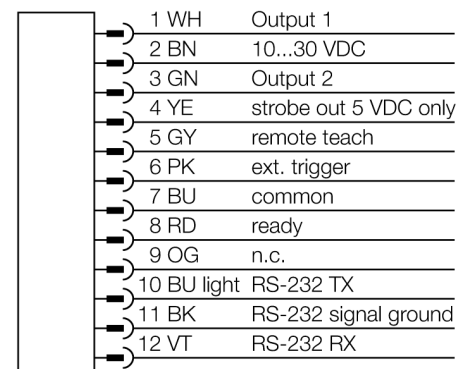 1 WH Output 1
2 BN 10...30 VDC
3 GN Output 2
4 YE strobe out 5 VDC only
5 GY remote teach
6 PK ext. trigger
7 BU common
8 RD ready
9 OG n.c.
10 BU light RS-232 TX
11 BK RS-232 signal ground
12 VT RS-232 RX